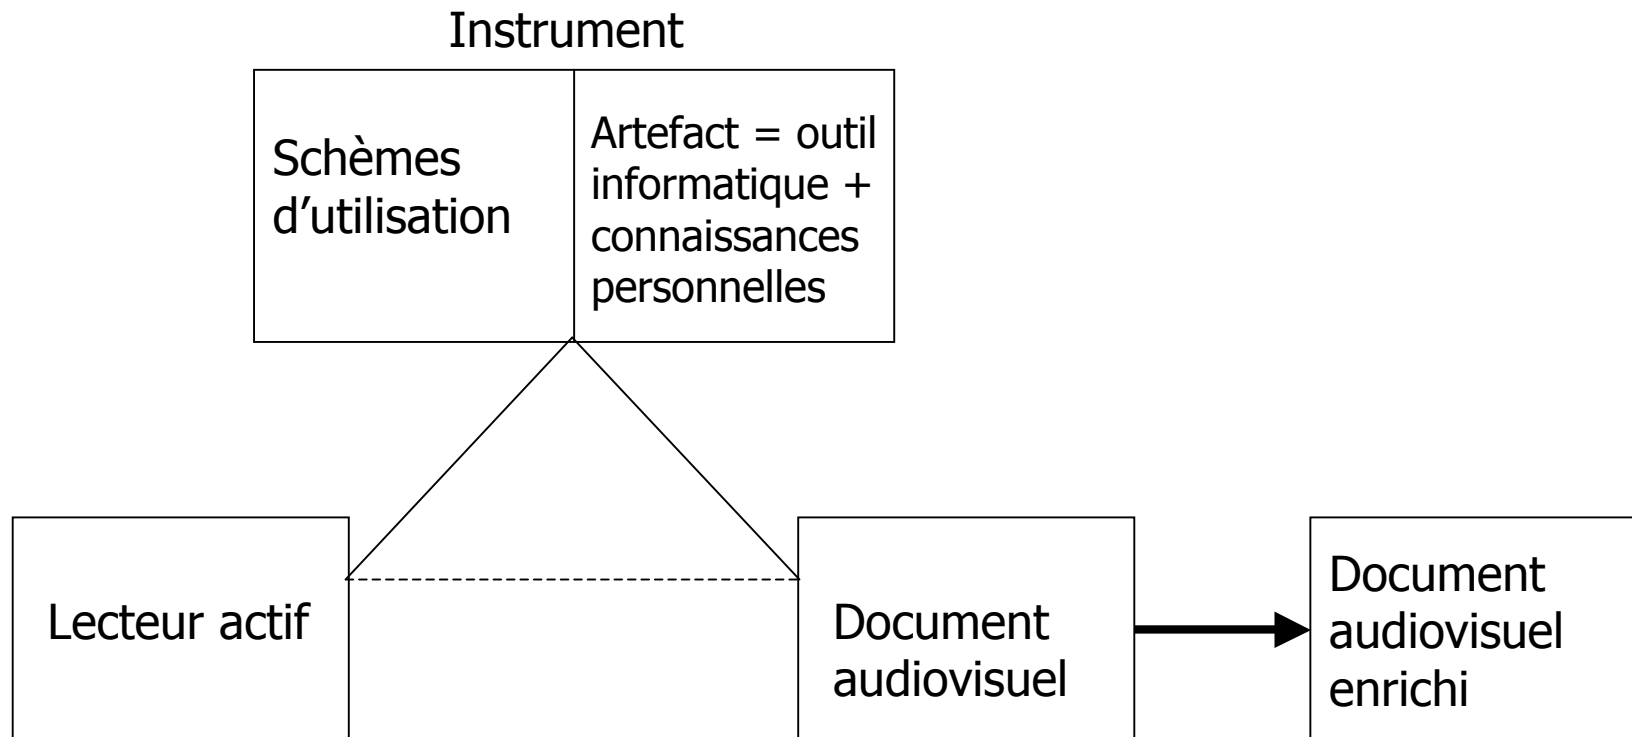 Instrument
Schèmes
d’utilisation
Artefact = outil
informatique +
connaissances
personnelles
Lecteur actif
Document
audiovisuel
Document
audiovisuel
enrichi